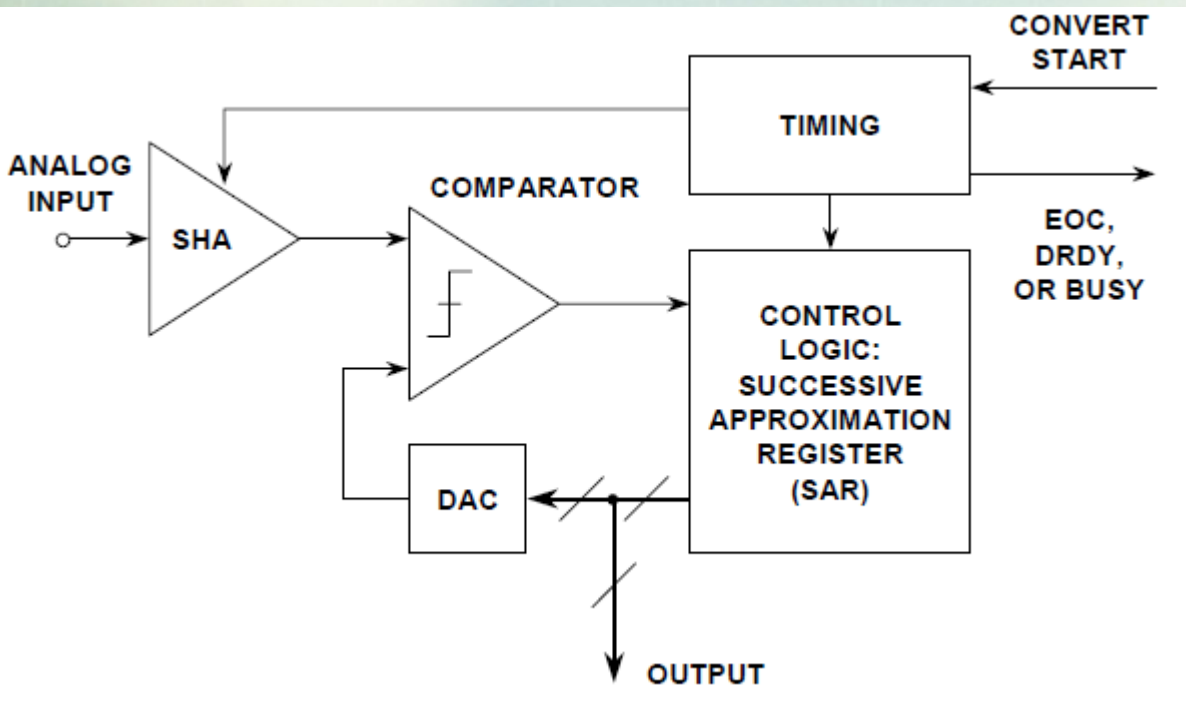 CONVERT
START
TIMING
ANALOG
INPUT
SHA
COMPARATOR
EOC,
DRDY,
OR BUSY
CONTROL
LOGIC:
SUCCESSIVE
APPROXIMATION
REGISTER
(SAR)
DAC
OUTPUT